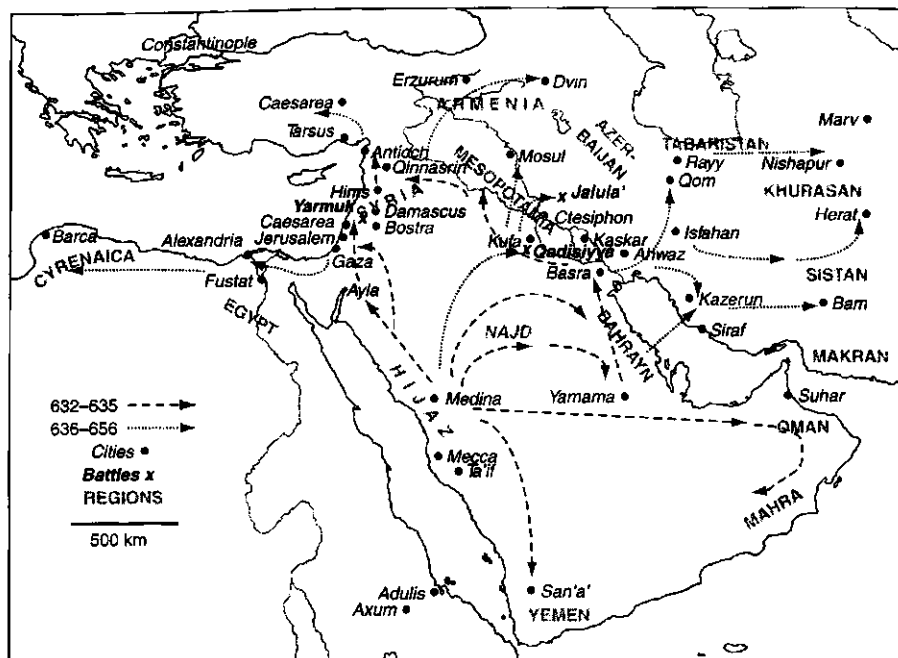 Constantinople
Erzurum
Dvin
ARMENIA
Caesarea
Tarsus
AZER-
BAIJAN
Marv
TABARISTAN
Antioch
Qinnasrin
Mosul
Rayy
Nishapur
MESOPOTAMIA
Qom
KHURASAN
Hims
Jalula'
Yarmuk
Damascus
Ctesiphon
Herat
Caesarea
Bostra
Barca
Alexandria
Jerusalem
Kufa
Kaskar
Isfahan
Qadisiyya
Ahwaz
Gaza
CYRENAICA
Basra
SISTAN
Fustat
Ayla
Kazerun
Bam
EGYPT
NAJD
BAHRAYN
Siraf
MAKRAN
HIJAZ
Medina
Yamama
Suhar
632–635
OMAN
636–656
Cities
Mecca
Battles x
Ta'if
REGIONS
MAHRA
500 km
Adulis
San'a'
Axum
YEMEN